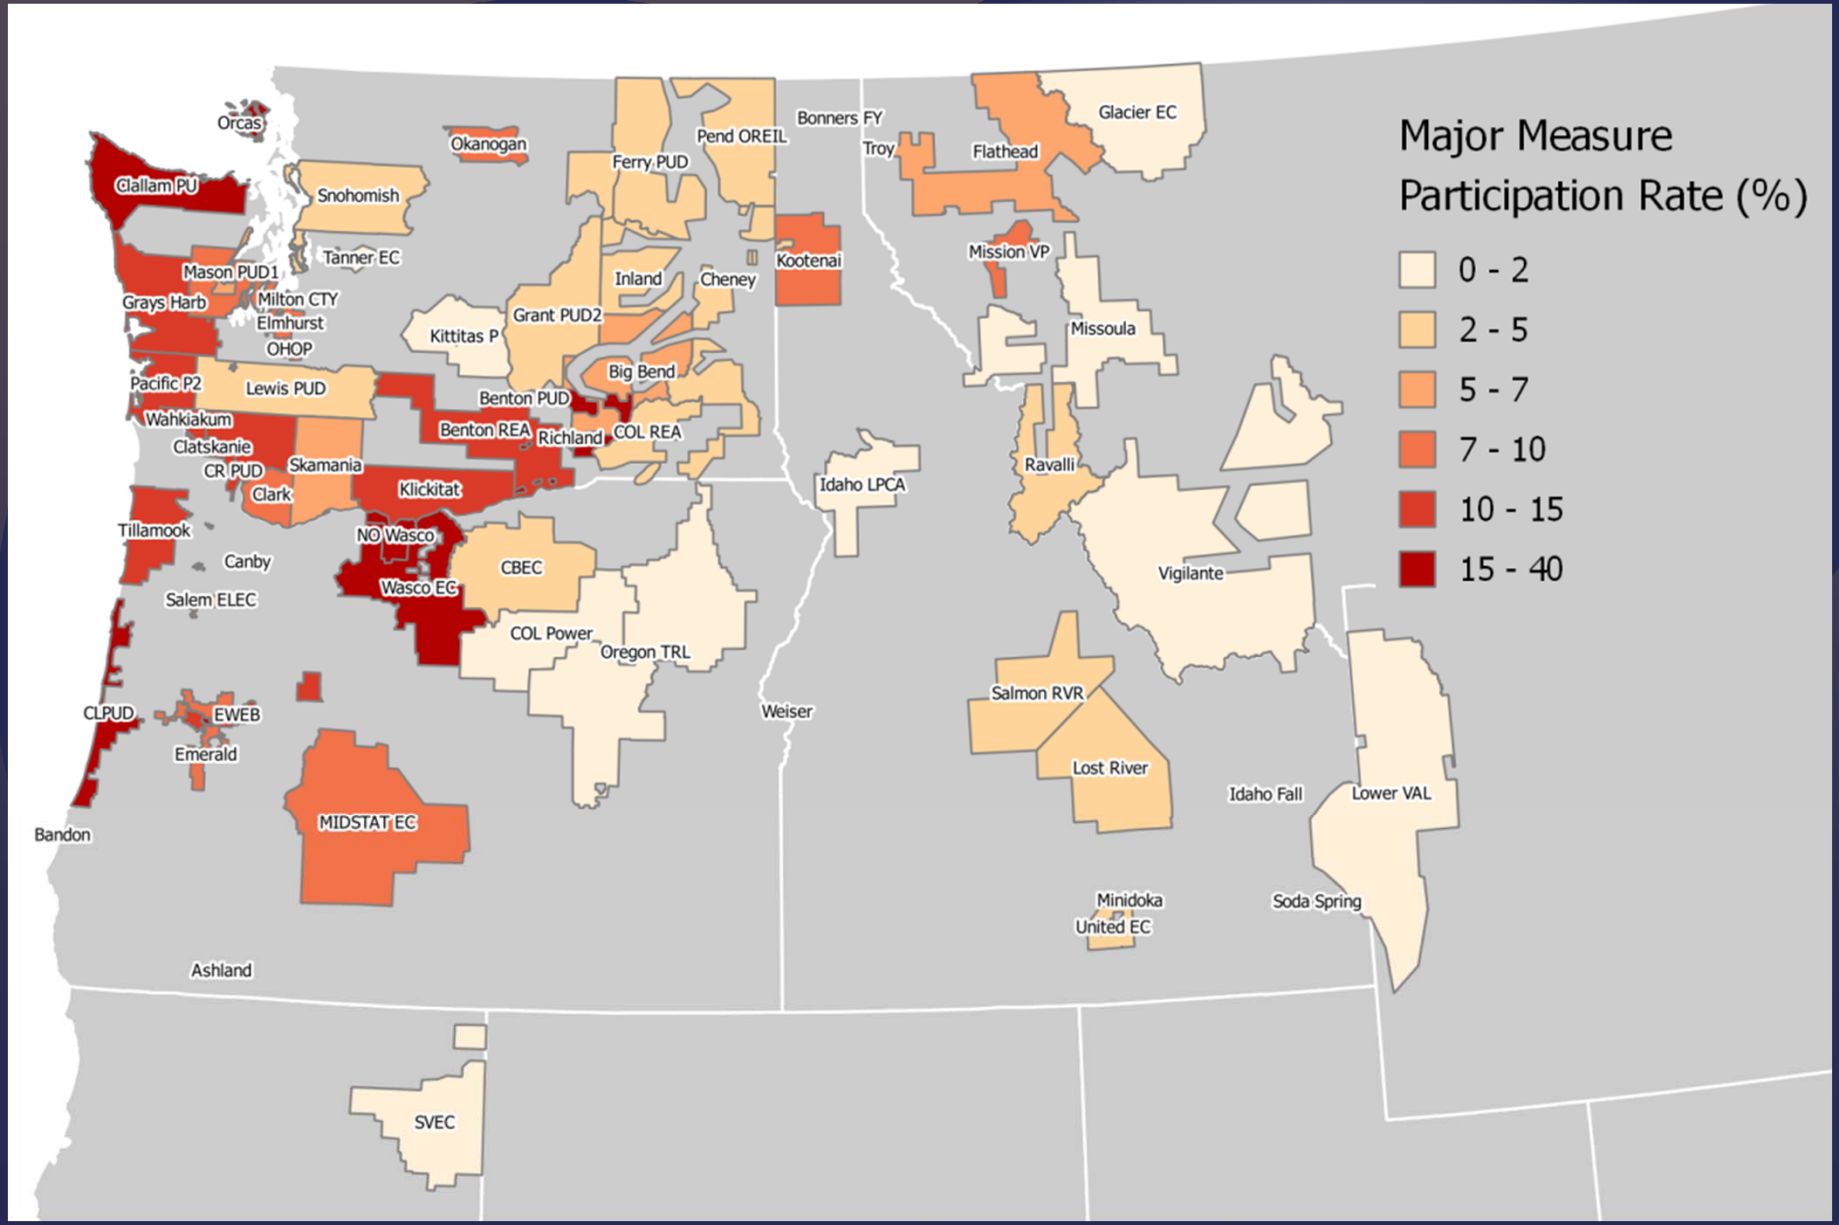 Major Measure
Participation Rate (%)
0 - 2
2 - 5
5 - 7
7 - 10
10 - 15
15 - 40
Orcas
Clallam PU
Okanogan
Snohomish
Ferry PUD
Pend OREIL
Bonners FY
Troy
Flathead
Glacier EC
Tanner EC
Mason PUD1
Grays Harb
Milton CTY
Elmhurst
OHOP
Inland
Cheney
Kootenai
Mission VP
Grant PUD2
Kittitas P
Missoula
Pacific P2
Lewis PUD
Big Bend
Benton PUD
Wahkiakum
Benton REA
Richland
COL REA
Clatskanie
CR PUD
Skamania
Clark
Klickitat
Idaho LPCA
Ravalli
Tillamook
NO Wasco
Canby
CBEC
Wasco EC
Vigilante
Salem ELEC
COL Power
Oregon TRL
Salmon RVR
CLPUD
EWEB
Weiser
Emerald
Lost River
Idaho Fall
Lower VAL
MIDSTAT EC
Bandon
Minidoka
Soda Spring
United EC
Ashland
SVEC